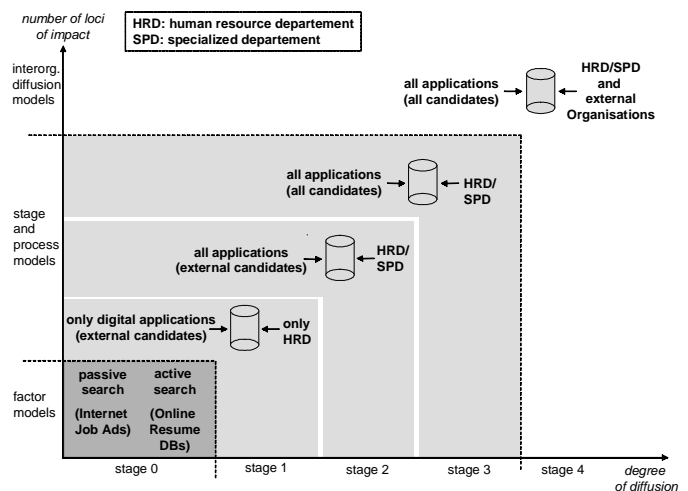 number of loci
of impact
HRD: human resource departement
SPD: specialized departement
interorg.
diffusion
models
all applications
(all candidates)
HRD/SPD
and
external
Organisations
all applications
(all candidates)
HRD/
SPD
stage
and
process
models
all applications
(external candidates)
HRD/
SPD
only digital applications
(external candidates)
only
HRD
factor
models
passive
search
(Internet
Job Ads)
active
search
(Online
Resume
DBs)
stage 0
stage 1
stage 2
stage 3
stage 4
degree
of diffusion